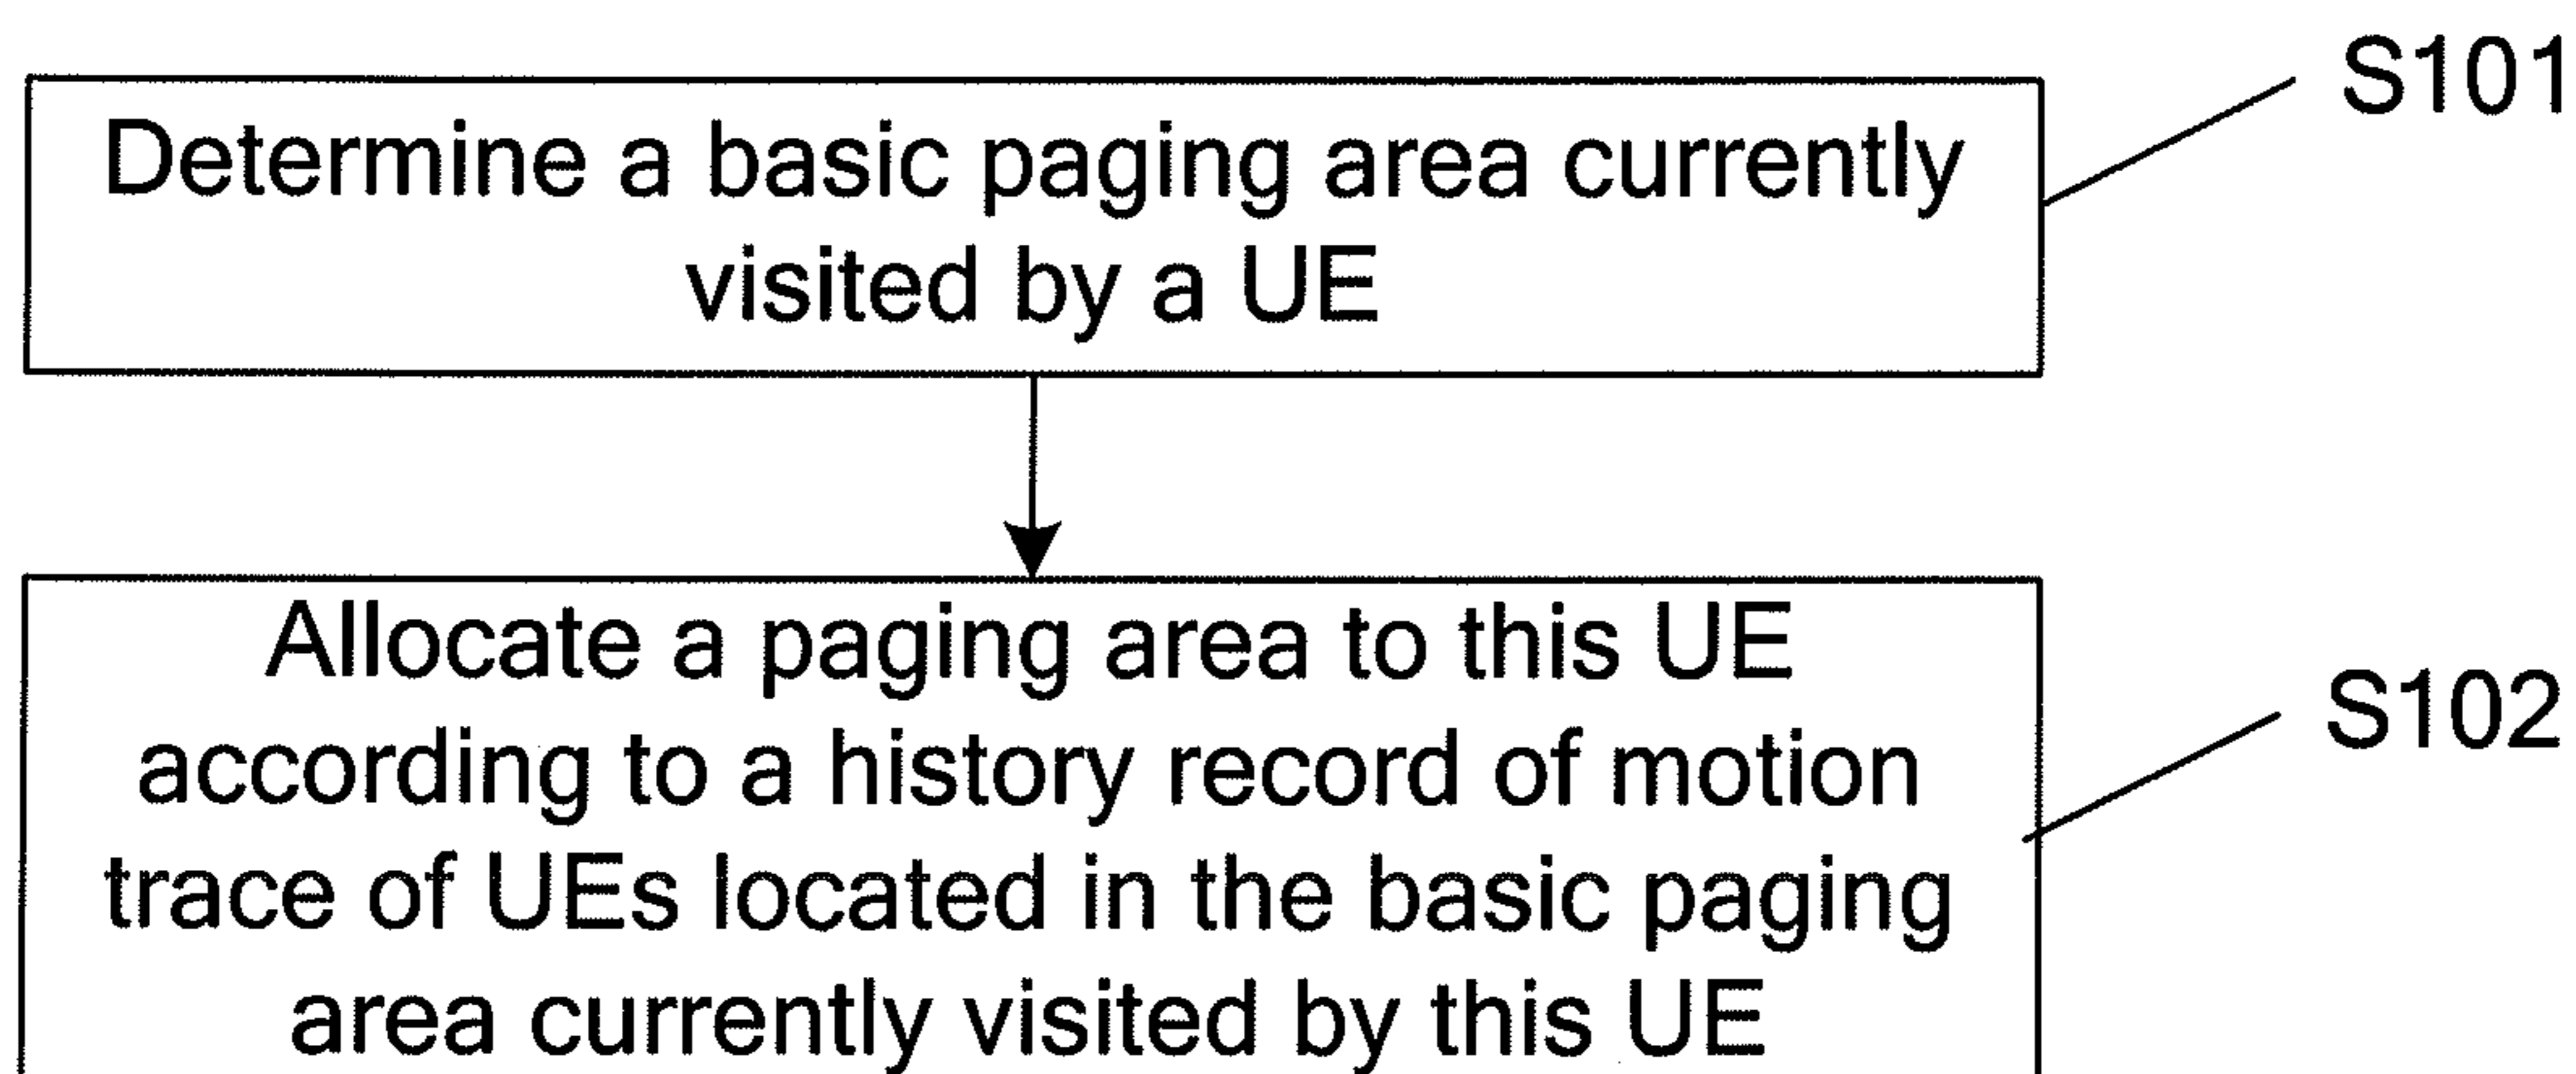 S101
Determine a basic paging area currently
visited by a UE
Allocate a paging area to this UE
S102
according to a history record of motion
trace of UEs located in the basic paging
area currently visited by this UE